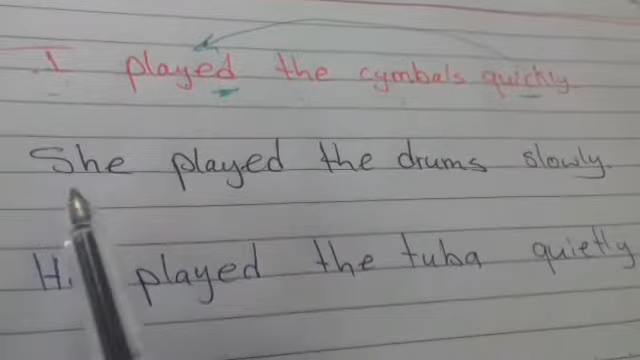 I played the cymbals quickly.
She played the drums slowly.
played the tuba quietly